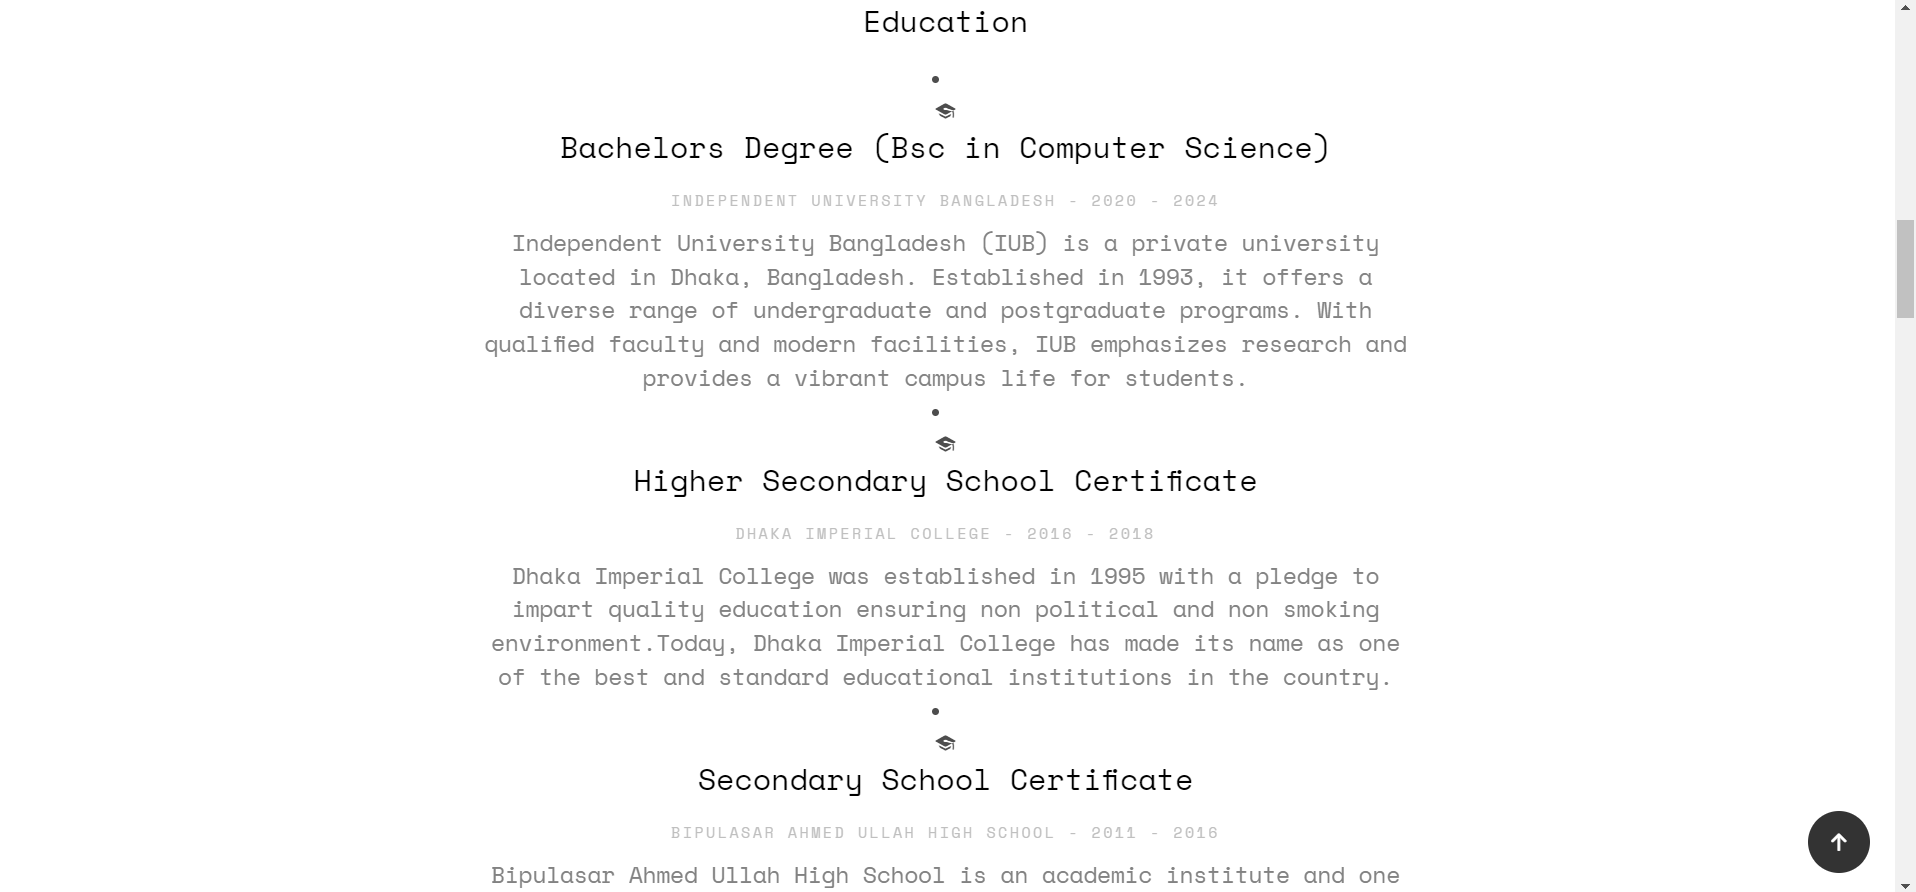 Education
Bachelors Degree (Bsc in Computer Science)
INDEPENDENT UNIVERSITY BANGLADESH - 2020 - 2024
Independent University Bangladesh (IUB) is a private university
located in Dhaka, Bangladesh. Established in 1993, it offers a
diverse range of undergraduate and postgraduate programs. With
qualified faculty and modern facilities, IUB emphasizes research and
provides a vibrant campus life for students.
Higher Secondary School Certificate
DHAKA IMPERIAL COLLEGE - 2016 - 2018
Dhaka Imperial College was established in 1995 with a pledge to
impart quality education ensuring non political and non smoking
environment.Today, Dhaka Imperial College has made its name as one
of the best and standard educational institutions in the country.
Secondary School Certificate
BIPULASAR AHMED ULLAH HIGH SCHOOL - 2011 - 2016
Bipulasar Ahmed Ullah High School is an academic institute and one